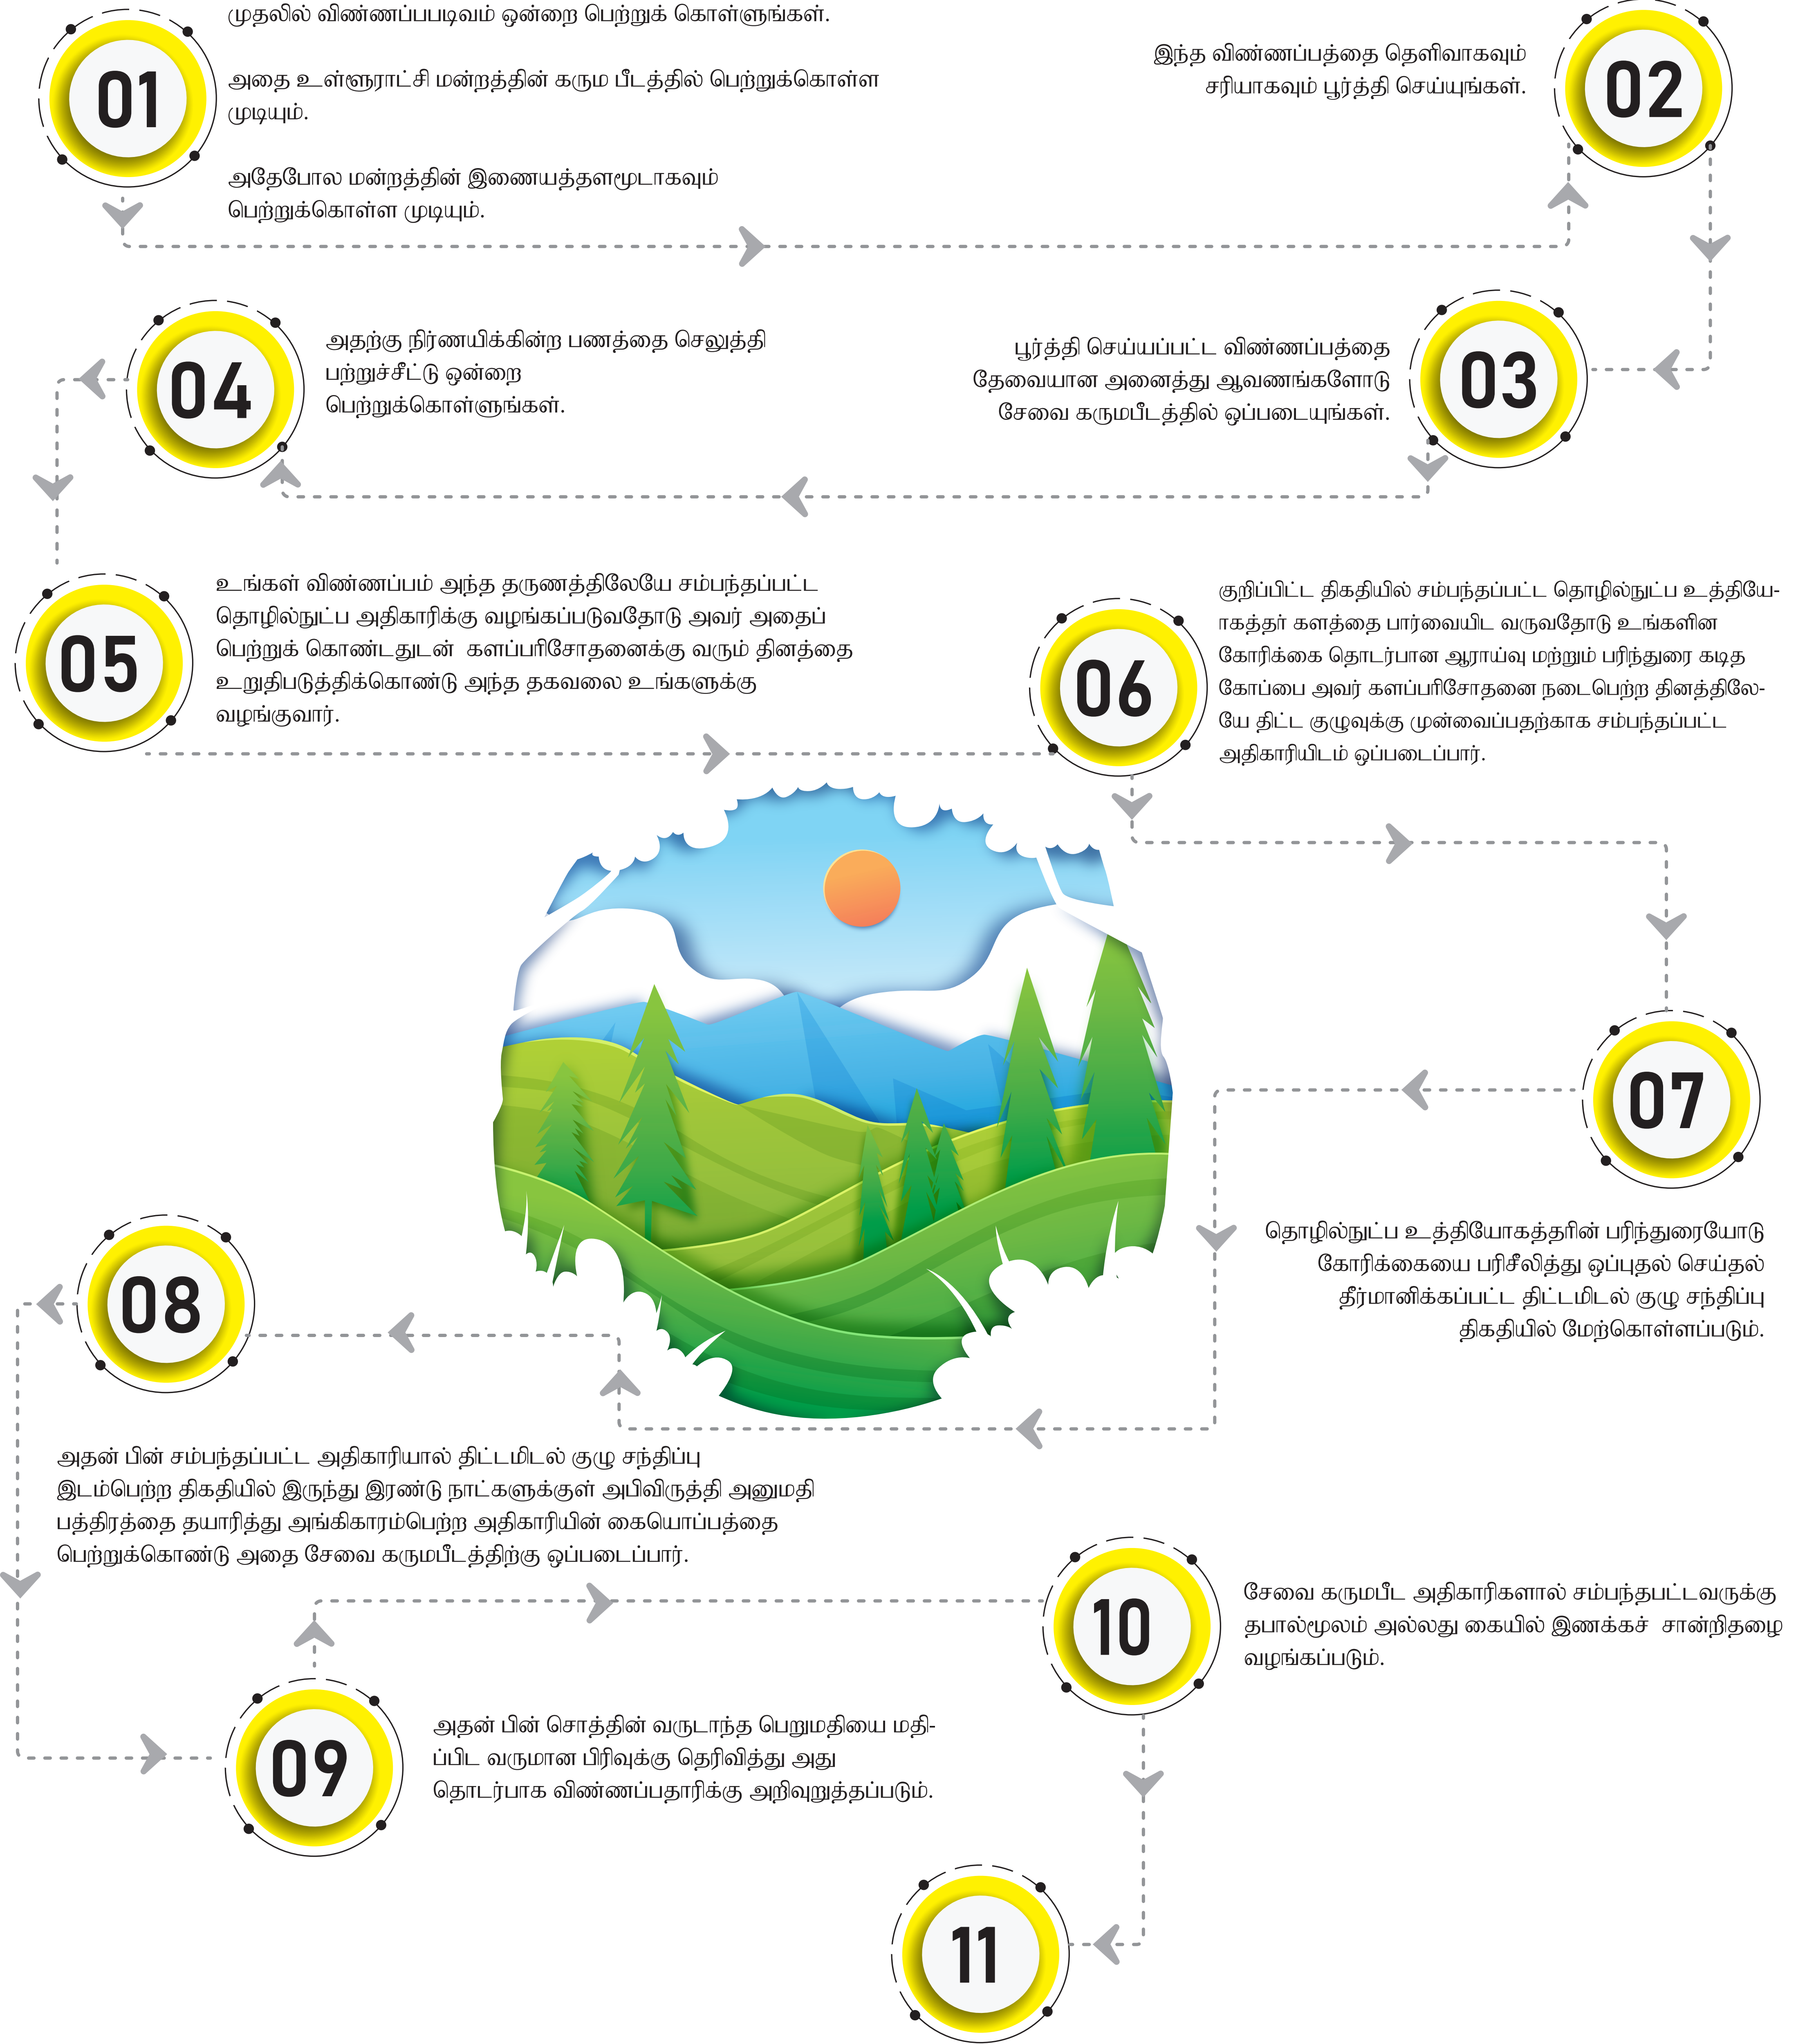 01
முதலில் விண்ணப்பபடிவம் ஒன்றை பெற்றுக் கொள்ளுங்கள்.
அதை உள்ளூராட்சி மன்றத்தின் கரும பீடத்தில் பெற்றுக்கொள்ள
முடியும்.
அதேபோல மன்றத்தின் இணையத்தளமூடாகவும்
பெற்றுக்கொள்ள முடியும்.
02
இந்த விண்ணப்பத்தை தெளிவாகவும்
சரியாகவும் பூர்த்தி செய்யுங்கள்.
03
பூர்த்தி செய்யப்பட்ட விண்ணப்பத்தை
தேவையான அனைத்து ஆவணங்களோடு
சேவை கருமபீடத்தில் ஒப்படையுங்கள்.
04
அதற்கு நிர்ணயிக்கின்ற பணத்தை செலுத்தி
பற்றுச்சீட்டு ஒன்றை
பெற்றுக்கொள்ளுங்கள்.
05
உங்கள் விண்ணப்பம் அந்த தருணத்திலேயே சம்பந்தப்பட்ட
தொழில்நுட்ப அதிகாரிக்கு வழங்கப்படுவதோடு அவர் அதைப்
பெற்றுக் கொண்டதுடன் களப்பரிசோதனைக்கு வரும் தினத்தை
உறுதிபடுத்திக்கொண்டு அந்த தகவலை உங்களுக்கு
வழங்குவார்.
06
குறிப்பிட்ட திகதியில் சம்பந்தப்பட்ட தொழில்நுட்ப உத்தியே-
ாகத்தர் களத்தை பார்வையிட வருவதோடு உங்களின
கோரிக்கை தொடர்பான ஆராய்வு மற்றும் பரிந்துரை கடித
கோப்பை அவர் களப்பரிசோதனை நடைபெற்ற தினத்திலே-
யே திட்ட குழுவுக்கு முன்வைப்பதற்காக சம்பந்தப்பட்ட
அதிகாரியிடம் ஒப்படைப்பார்.
07
தொழில்நுட்ப உத்தியோகத்தரின் பரிந்துரையோடு
கோரிக்கையை பரிசீலித்து ஒப்புதல் செய்தல்
தீர்மானிக்கப்பட்ட திட்டமிடல் குழு சந்திப்பு
திகதியில் மேற்கொள்ளப்படும்.
08
அதன் பின் சம்பந்தப்பட்ட அதிகாரியால் திட்டமிடல் குழு சந்திப்பு
இடம்பெற்ற திகதியில் இருந்து இரண்டு நாட்களுக்குள் அபிவிருத்தி அனுமதி
பத்திரத்தை தயாரித்து அங்கிகாரம்பெற்ற அதிகாரியின் கையொப்பத்தை
பெற்றுக்கொண்டு அதை சேவை கருமபீடத்திற்கு ஒப்படைப்பார்.
09
அதன் பின் சொத்தின் வருடாந்த பெறுமதியை மதி-
ப்பிட வருமான பிரிவுக்கு தெரிவித்து அது
தொடர்பாக விண்ணப்பதாரிக்கு அறிவுறுத்தப்படும்.
10
சேவை கருமபீட அதிகாரிகளால் சம்பந்தபட்டவருக்கு
தபால்மூலம் அல்லது கையில் இணக்கச் சான்றிதழை
வழங்கப்படும்.
11